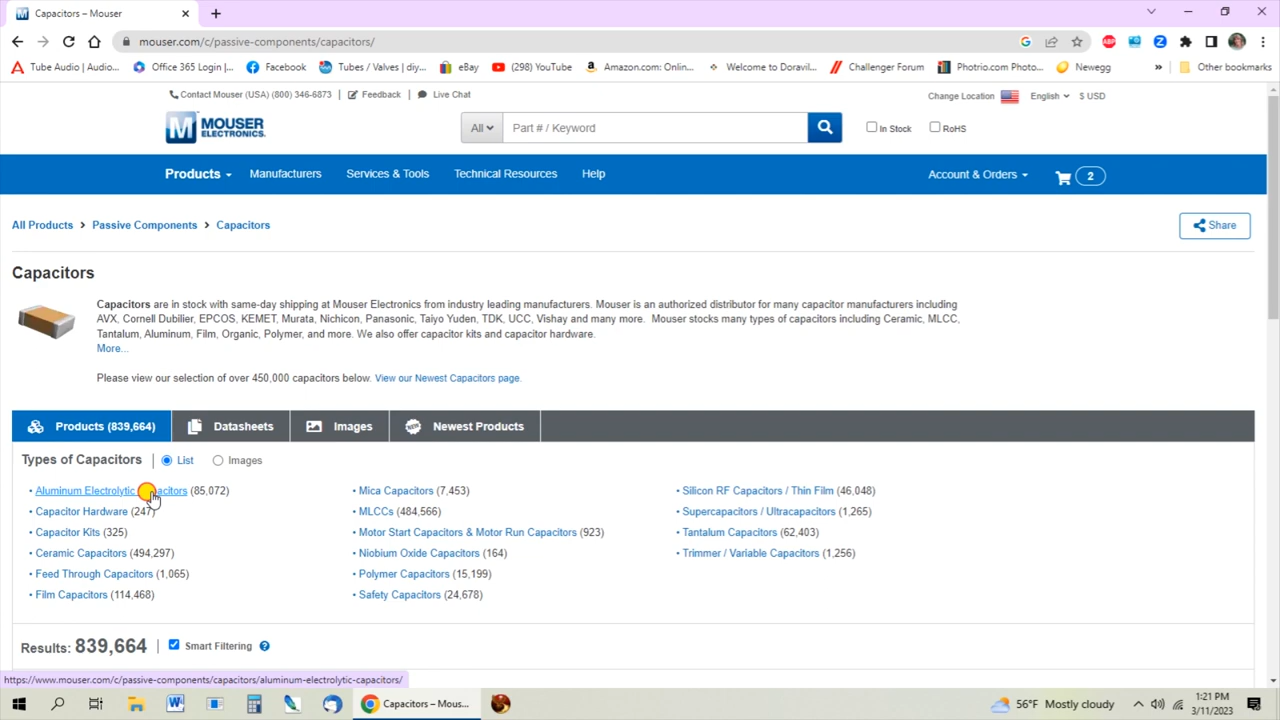 Capacitors – Mouser
mouser.com/c/passive-components/capacitors/
Tube Audio | Audio... Office 365 Login |... Facebook Tubes / Valves | diy... eBay (298) YouTube Amazon.com: Onlin... Welcome to Doravil... Challenger Forum Photrio.com Photo... Newegg » Other bookmarks
Contact Mouser (USA) (800) 346-6873 | Feedback | Live Chat
Change Location English $ USD
MOUSER ELECTRONICS
All Part # / Keyword In Stock RoHS
Products Manufacturers Services & Tools Technical Resources Help Account & Orders 2
All Products > Passive Components > Capacitors Share
Capacitors
Capacitors are in stock with same-day shipping at Mouser Electronics from industry leading manufacturers. Mouser is an authorized distributor for many capacitor manufacturers including
AVX, Cornell Dubilier, EPCOS, KEMET, Murata, Nichicon, Panasonic, Taiyo Yuden, TDK, UCC, Vishay and many more. Mouser stocks many types of capacitors including Ceramic, MLCC,
Tantalum, Aluminum, Film, Organic, Polymer, and more. We also offer capacitor kits and capacitor hardware.
More...
Please view our selection of over 450,000 capacitors below. View our Newest Capacitors page.
Products (839,664) Datasheets Images NEW Newest Products
Types of Capacitors | List Images
• Aluminum Electrolytic Capacitors (85,072)
• Capacitor Hardware (247)
• Capacitor Kits (325)
• Ceramic Capacitors (494,297)
• Feed Through Capacitors (1,065)
• Film Capacitors (114,468)
• Mica Capacitors (7,453)
• MLCCs (484,566)
• Motor Start Capacitors & Motor Run Capacitors (923)
• Niobium Oxide Capacitors (164)
• Polymer Capacitors (15,199)
• Safety Capacitors (24,678)
• Silicon RF Capacitors / Thin Film (46,048)
• Supercapacitors / Ultracapacitors (1,265)
• Tantalum Capacitors (62,403)
• Trimmer / Variable Capacitors (1,256)
Results: 839,664 | Smart Filtering ?
https://www.mouser.com/c/passive-components/capacitors/aluminum-electrolytic-capacitors/
Capacitors – Mous... 56°F Mostly cloudy 1:21 PM
3/11/2023